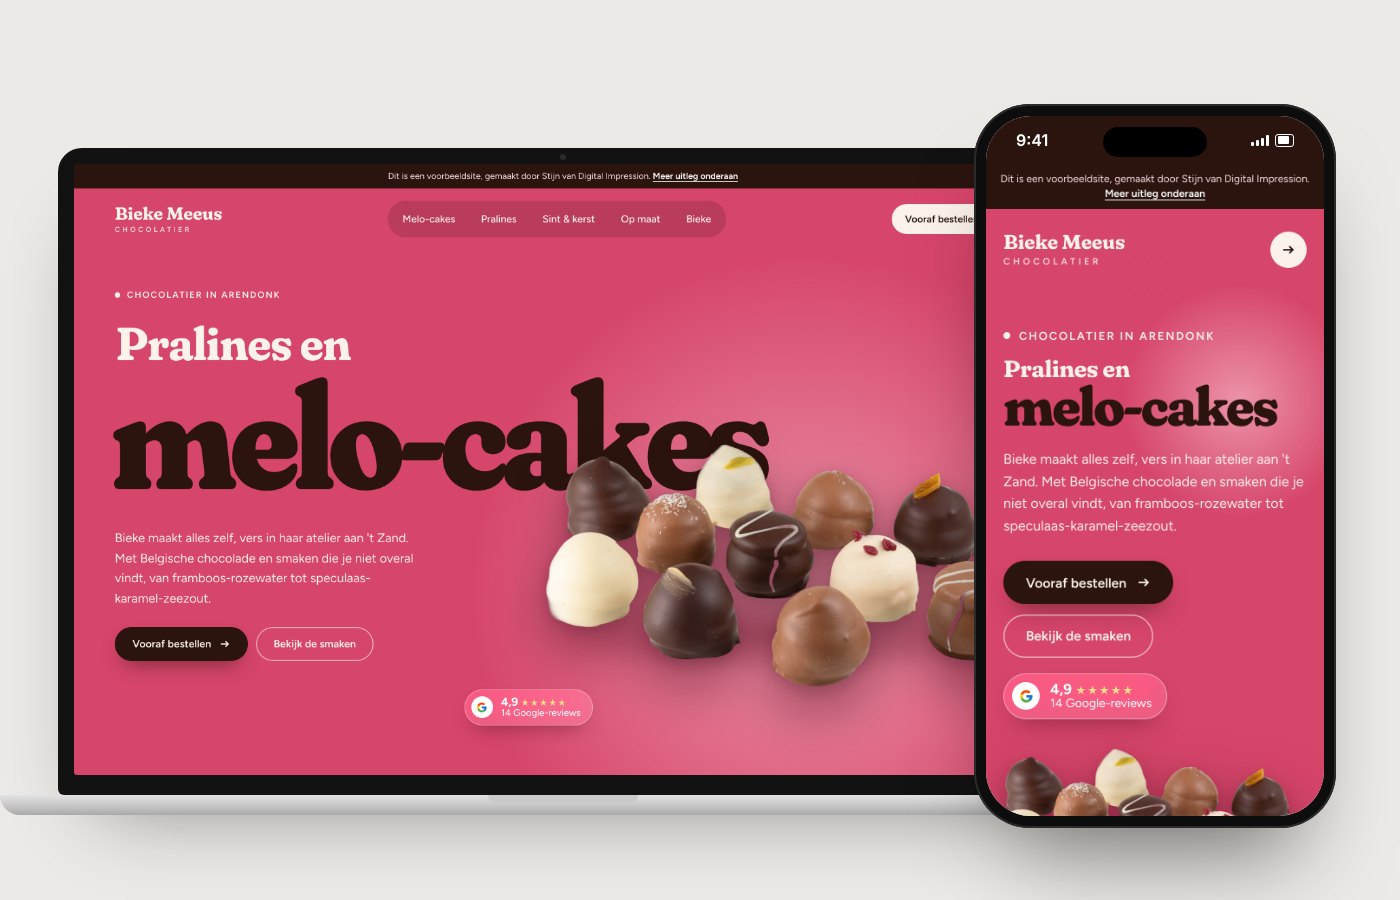 Dit is een voorbeeldsite, gemaakt door Stijn van Digital Impression. Meer uitleg onderaan
Bieke Meeus
CHOCOLATIER
Melo-cakes
Pralines
Sint & kerst
Op maat
Bieke
Vooraf
CHOCOLATIER IN ARENDONK
Pralines en
melo-cakes
Bieke maakt alles zelf, vers in haar atelier aan 't Zand.
Met Belgische chocolade en smaken die je niet overal
vindt, van framboos-rozewater tot speculaas-
karamel-zeezout.
Vooraf bestellen →
Bekijk de smaken
4,9 ★★★★★
14 Google-reviews
9:41
Dit is een voorbeeldsite, gemaakt door Stijn van Digital Impression.
Meer uitleg onderaan
Bieke Meeus
CHOCOLATIER
→
CHOCOLATIER IN ARENDONK
Pralines en
melo-cakes
Bieke maakt alles zelf, vers in haar atelier aan 't
Zand. Met Belgische chocolade en smaken die je
niet overal vindt, van framboos-rozewater tot
speculaas-karamel-zeezout.
Vooraf bestellen →
Bekijk de smaken
4,9 ★★★★★
14 Google-reviews